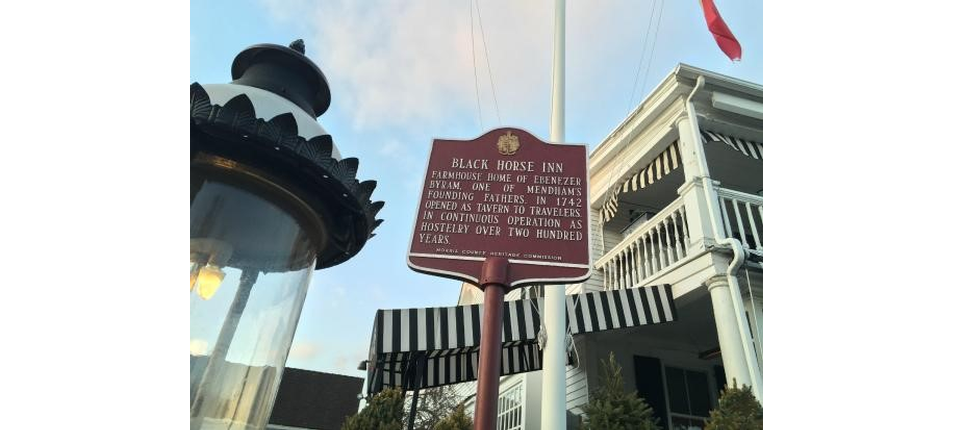 BLACK HORSE INN
FARMHOUSE HOME OF EBENEZER
BYRAM, ONE OF MENDHAM'S
FOUNDING FATHERS. IN 1742
OPENED AS TAVERN TO TRAVELERS.
IN CONTINUOUS OPERATION AS
HOSTELRY OVER TWO HUNDRED
YEARS.
MORRIS COUNTY HERITAGE COMMISSION